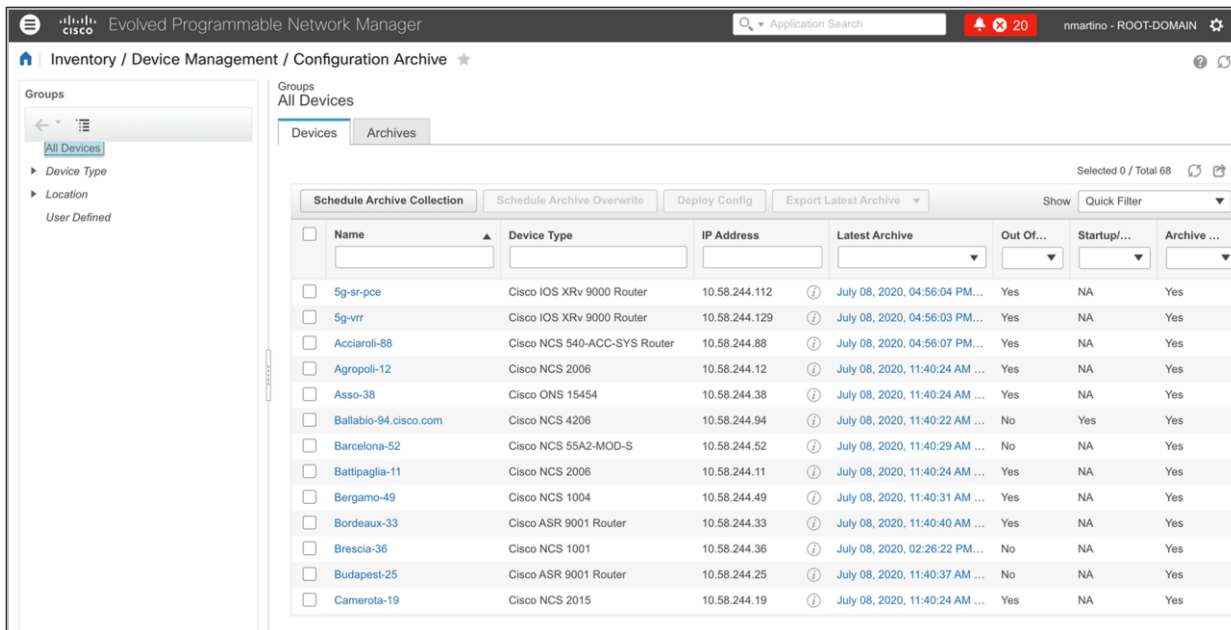 cisco Evolved Programmable Network Manager Application Search 20 nmartino - ROOT-DOMAIN
Inventory / Device Management / Configuration Archive
Groups
All Devices
Device Type
Location
User Defined
Groups
All Devices
Devices Archives
Selected 0 / Total 68
Schedule Archive Collection Schedule Archive Overwrite Deploy Config Export Latest Archive Show Quick Filter
Name Device Type IP Address Latest Archive Out Of... Startup/... Archive ...
5g-sr-pce Cisco IOS XRv 9000 Router 10.58.244.112 July 08, 2020, 04:56:04 PM... Yes NA Yes
5g-vrr Cisco IOS XRv 9000 Router 10.58.244.129 July 08, 2020, 04:56:03 PM... Yes NA Yes
Acciaroli-88 Cisco NCS 540-ACC-SYS Router 10.58.244.88 July 08, 2020, 04:56:07 PM... Yes NA Yes
Agropoli-12 Cisco NCS 2006 10.58.244.12 July 08, 2020, 11:40:24 AM ... Yes NA Yes
Asso-38 Cisco ONS 15454 10.58.244.38 July 08, 2020, 11:40:24 AM ... Yes NA Yes
Ballabio-94.cisco.com Cisco NCS 4206 10.58.244.94 July 08, 2020, 11:40:22 AM ... No Yes Yes
Barcelona-52 Cisco NCS 55A2-MOD-S 10.58.244.52 July 08, 2020, 11:40:29 AM ... No NA Yes
Battipaglia-11 Cisco NCS 2006 10.58.244.11 July 08, 2020, 11:40:24 AM ... Yes NA Yes
Bergamo-49 Cisco NCS 1004 10.58.244.49 July 08, 2020, 11:40:31 AM ... Yes NA Yes
Bordeaux-33 Cisco ASR 9001 Router 10.58.244.33 July 08, 2020, 11:40:40 AM ... Yes NA Yes
Brescia-36 Cisco NCS 1001 10.58.244.36 July 08, 2020, 02:26:22 PM... No NA Yes
Budapest-25 Cisco ASR 9001 Router 10.58.244.25 July 08, 2020, 11:40:37 AM ... No NA Yes
Camerota-19 Cisco NCS 2015 10.58.244.19 July 08, 2020, 11:40:24 AM ... Yes NA Yes